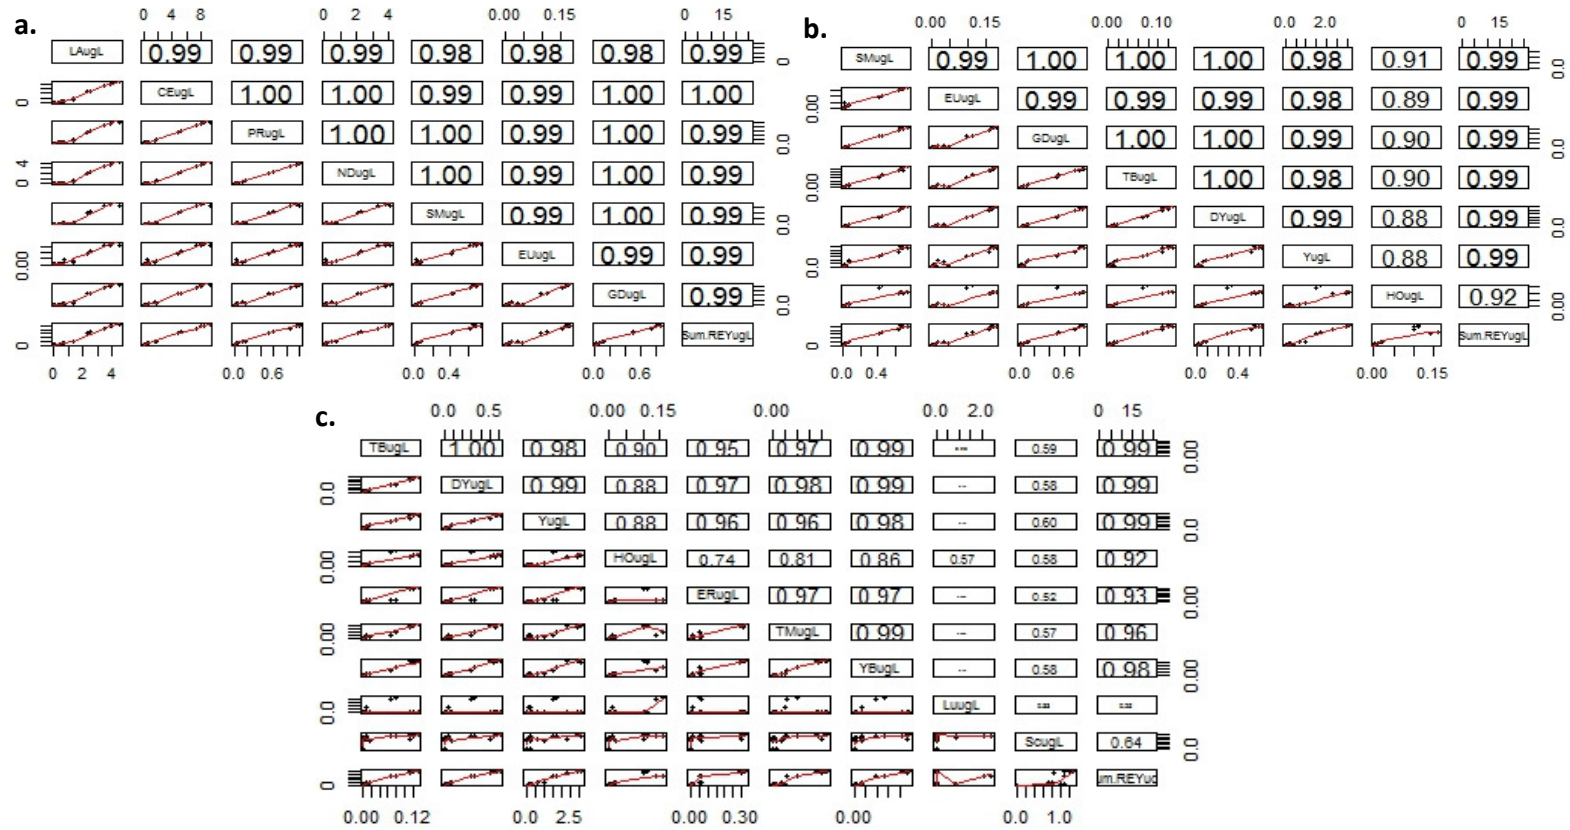 a.
0 4 8 0 2 4 0.00 0.15 0 15
LAugL 0.99 0.99 0.99 0.98 0.98 0.98 0.99 0
0 CEugL 1.00 1.00 0.99 0.99 1.00 1.00
PRugL 1.00 1.00 0.99 1.00 0.99 0.0
0 4 NDugL 1.00 0.99 1.00 0.99
SMugL 0.99 1.00 0.99 0.0
0.00 EUugL 0.99 0.99
GDugL 0.99 0.0
0 Sum.REYugL
0 2 4 0.0 0.6 0.0 0.4 0.0 0.6
b.
0.00 0.15 0.00 0.10 0.0 2.0 0 15
SMugL 0.99 1.00 1.00 1.00 0.98 0.91 0.99 0.0
0.00 EUugL 0.99 0.99 0.99 0.98 0.89 0.99
GDugL 1.00 1.00 0.99 0.90 0.99 0.0
0.00 TBugL 1.00 0.98 0.90 0.99
DYugL 0.99 0.88 0.99 0.0
0.0 YugL 0.88 0.99
HOugL 0.92 0.00
0 Sum.REYugL
0.0 0.4 0.0 0.6 0.0 0.4 0.00 0.15
c.
0.0 0.5 0.00 0.15 0.00 0.0 2.0 0 15
TBugL 1.00 0.98 0.90 0.95 0.97 0.99 0.59 0.99 0.00
0.0 DYugL 0.99 0.88 0.97 0.98 0.99 0.58 0.99
YugL 0.88 0.96 0.96 0.98 0.60 0.99 0.0
0.00 HOugL 0.74 0.81 0.86 0.57 0.58 0.92
ERugL 0.97 0.97 0.52 0.93 0.00
0.00 TMugL 0.99 0.57 0.96
YBugL 0.58 0.98 0.00
0.0 LuugL
ScugL 0.64 0.0
0 um.REYug
0.00 0.12 0.0 2.5 0.00 0.30 0.00 0.0 1.0